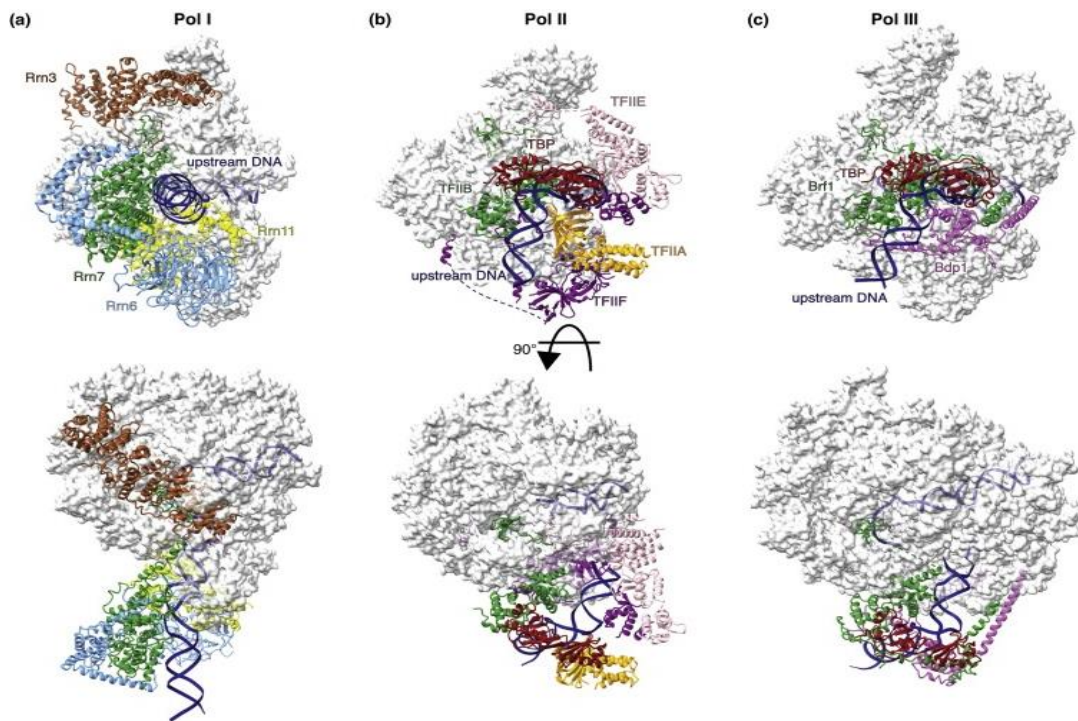 (a) Pol I
(b) Pol II
(c) Pol III
Rrn3
upstream DNA
Rrn11
Rrn7
Rrn6
TFIIE
TBP
TFIIB
TFIIA
upstream DNA
TFIIF
TBP
Brf1
Bdp1
upstream DNA
90°